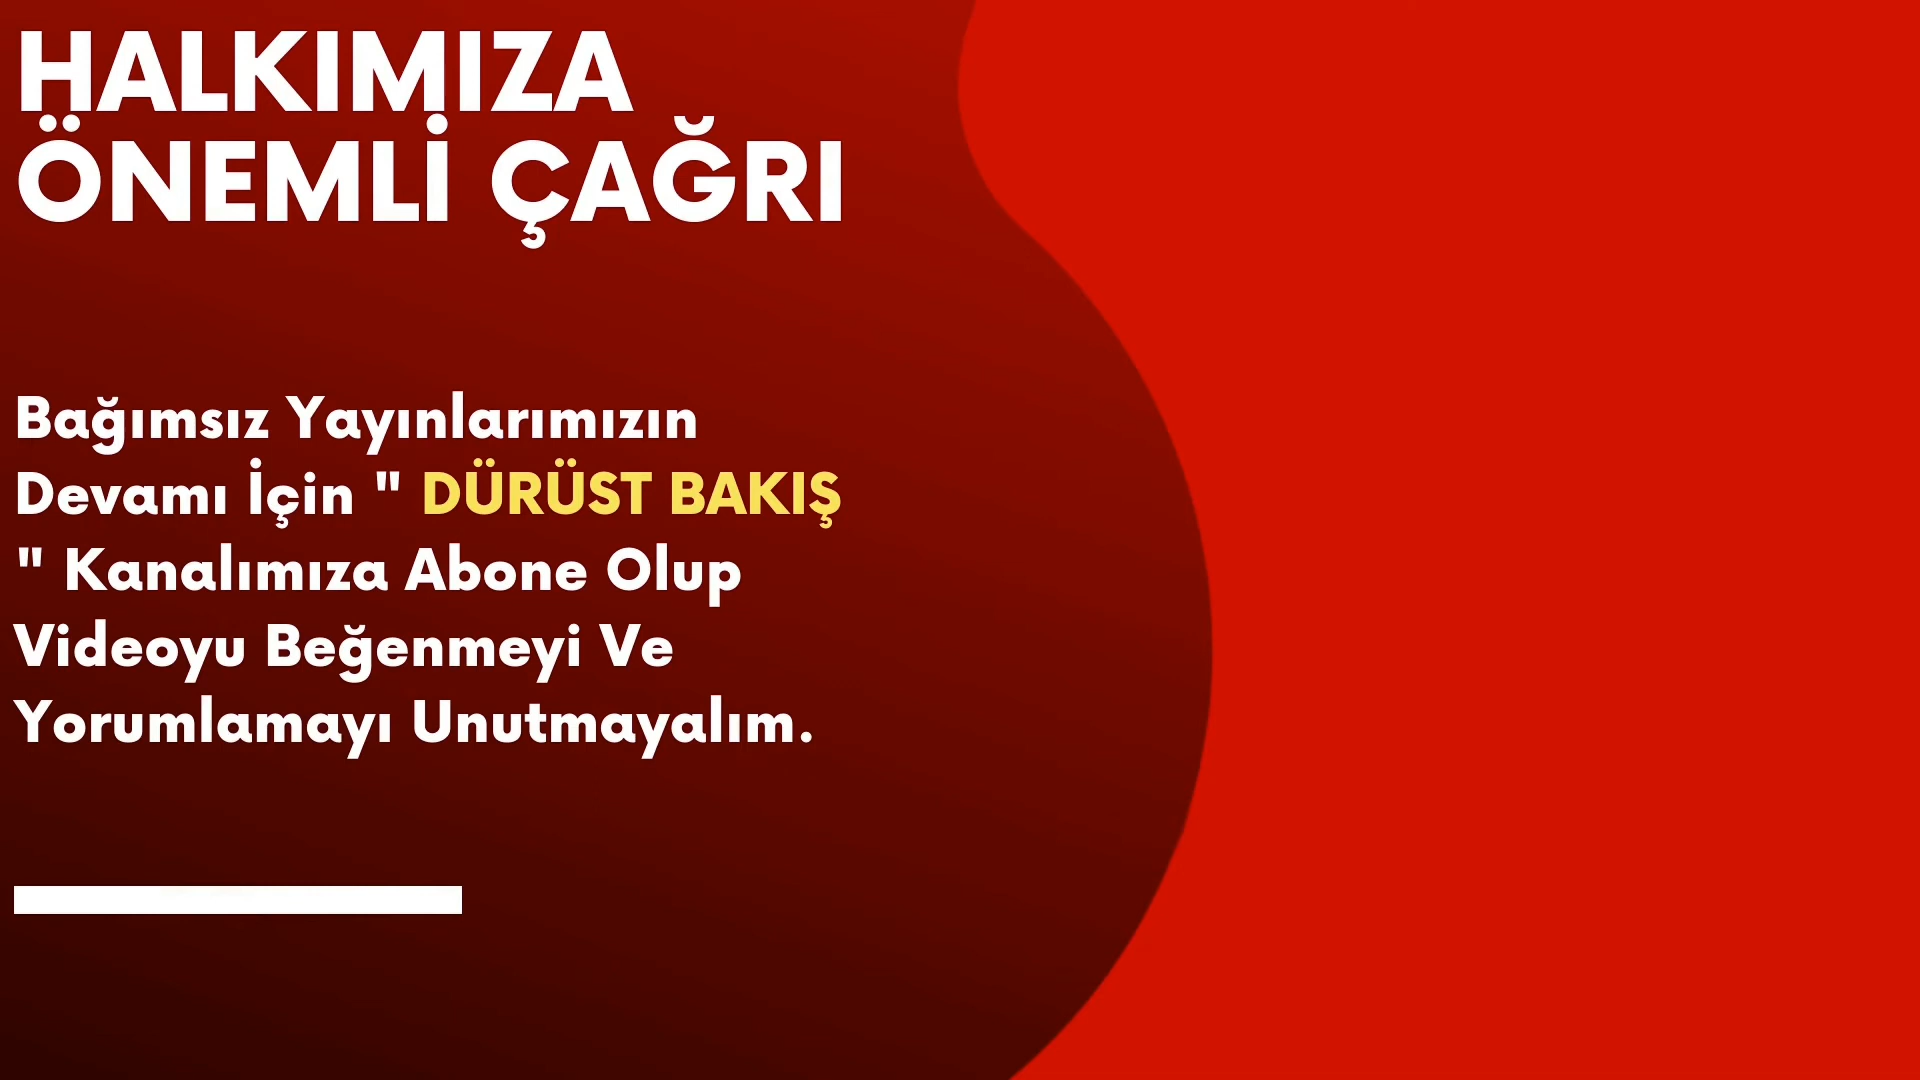 HALKIMIZA
ÖNEMLİ ÇAĞRI
Bağımsız Yayınlarımızın
Devamı İçin " DÜRÜST BAKIŞ
" Kanalımıza Abone Olup
Videoyu Beğenmeyi Ve
Yorumlamayı Unutmayalım.